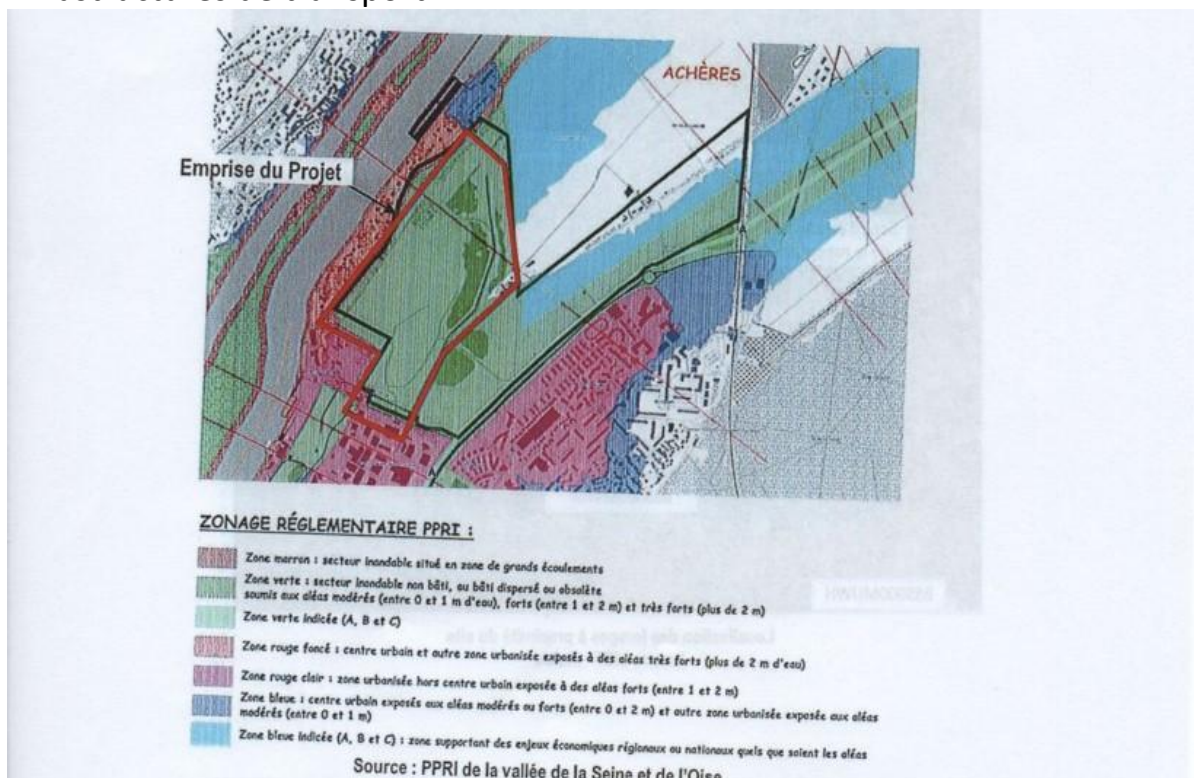 ACHÈRES
Emprise du Projet
ZONAGE RÉGLEMENTAIRE PPRI :
Zone marron : secteur inondable situé en zone de grands écoulements
Zone verte : secteur inondable non bâti, ou bâti dispersé ou obsolète
soumis aux aléas modérés (entre 0 et 1 m d'eau), forts (entre 1 et 2 m) et très forts (plus de 2 m)
Zone verte indicée (A, B et C)
Zone rouge foncé : centre urbain et autre zone urbanisée exposés à des aléas très forts (plus de 2 m d'eau)
Zone rouge clair : zone urbanisée hors centre urbain exposée à des aléas forts (entre 1 et 2 m)
Zone bleue : centre urbain exposés aux aléas modérés ou forts (entre 0 et 2 m) et autre zone urbanisée exposée aux aléas
modérés (entre 0 et 1 m)
Zone bleue indicée (A, B et C) : zone supportant des enjeux économiques régionaux ou nationaux quels que soient les aléas
Source : PPRI de la vallée de la Seine et de l'Oise